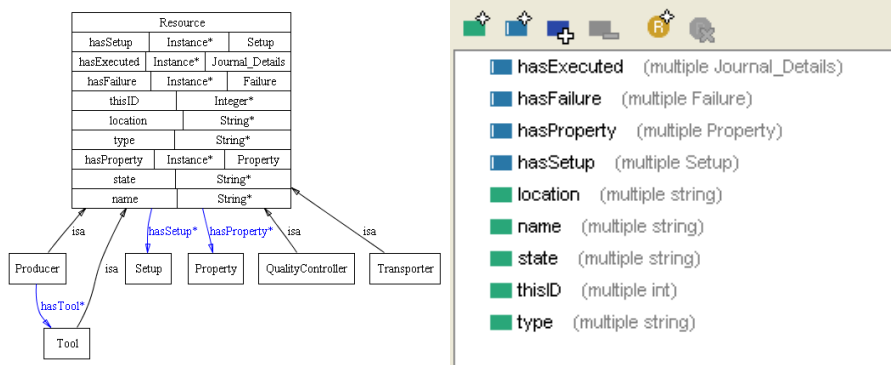 Resource
hasSetup Instance* Setup
hasExecuted Instance* Journal_Details
hasFailure Instance* Failure
thisID Integer*
location String*
type String*
hasProperty Instance* Property
state String*
name String*
isa hasSetup* hasProperty* isa isa
Producer isa Setup Property QualityController Transporter
hasTool*
Tool
R
hasExecuted (multiple Journal_Details)
hasFailure (multiple Failure)
hasProperty (multiple Property)
hasSetup (multiple Setup)
location (multiple string)
name (multiple string)
state (multiple string)
thisID (multiple int)
type (multiple string)